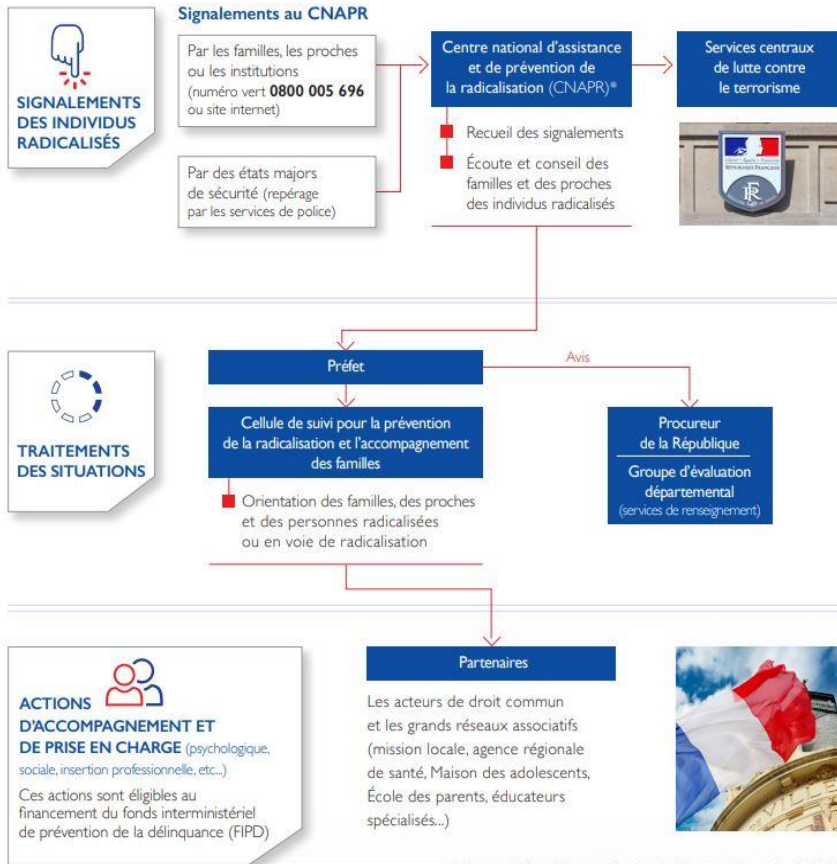 Signalements au CNAPR
SIGNALEMENTS
DES INDIVIDUS
RADICALISÉS
Par les familles, les proches
ou les institutions
(numéro vert 0800 005 696
ou site internet)
Par des états majors
de sécurité (repérage
par les services de police)
Centre national d'assistance
et de prévention de
la radicalisation (CNAPR)*
Recueil des signalements
Écoute et conseil des
familles et des proches
des individus radicalisés
Services centraux
de lutte contre
le terrorisme
RÉPUBLIQUE FRANÇAISE
RF
TRAITEMENTS
DES SITUATIONS
Préfet
Avis
Cellule de suivi pour la prévention
de la radicalisation et l'accompagnement
des familles
Orientation des familles, des proches
et des personnes radicalisées
ou en voie de radicalisation
Procureur
de la République
Groupe d'évaluation
départemental
(services de renseignement)
ACTIONS
D'ACCOMPAGNEMENT ET
DE PRISE EN CHARGE (psychologique,
sociale, insertion professionnelle, etc...)
Ces actions sont éligibles au
financement du fonds interministériel
de prévention de la délinquance (FIPD)
Partenaires
Les acteurs de droit commun
et les grands réseaux associatifs
(mission locale, agence régionale
de santé, Maison des adolescents,
École des parents, éducateurs
spécialisés...)